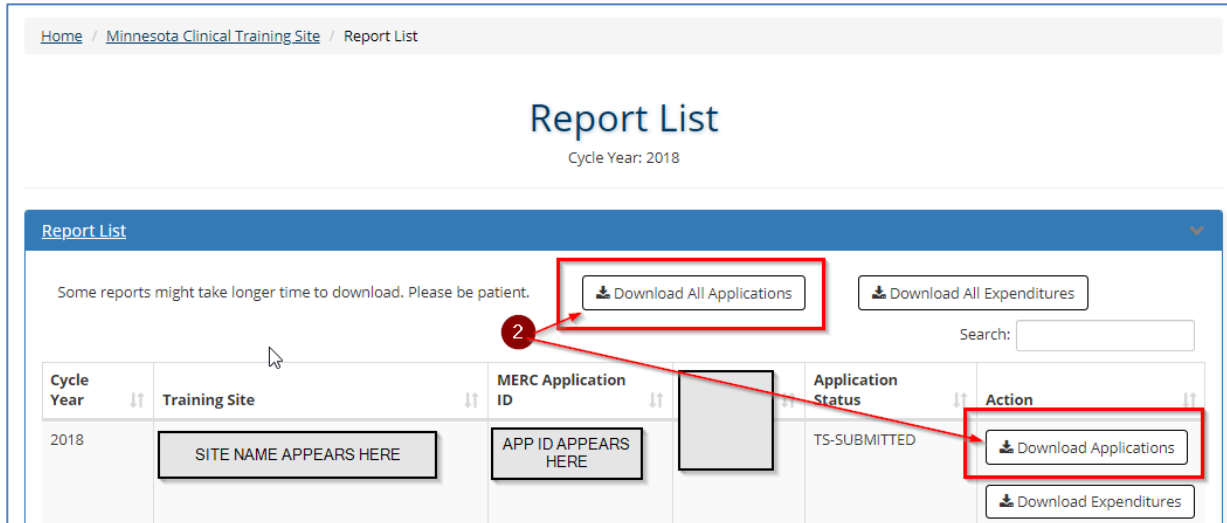 Home / Minnesota Clinical Training Site / Report List
Report List
Cycle Year: 2018
Report List
Some reports might take longer time to download. Please be patient.
Download All Applications
Download All Expenditures
2
Search:
Cycle Year
Training Site
MERC Application ID
Application Status
Action
2018
SITE NAME APPEARS HERE
APP ID APPEARS HERE
TS-SUBMITTED
Download Applications
Download Expenditures